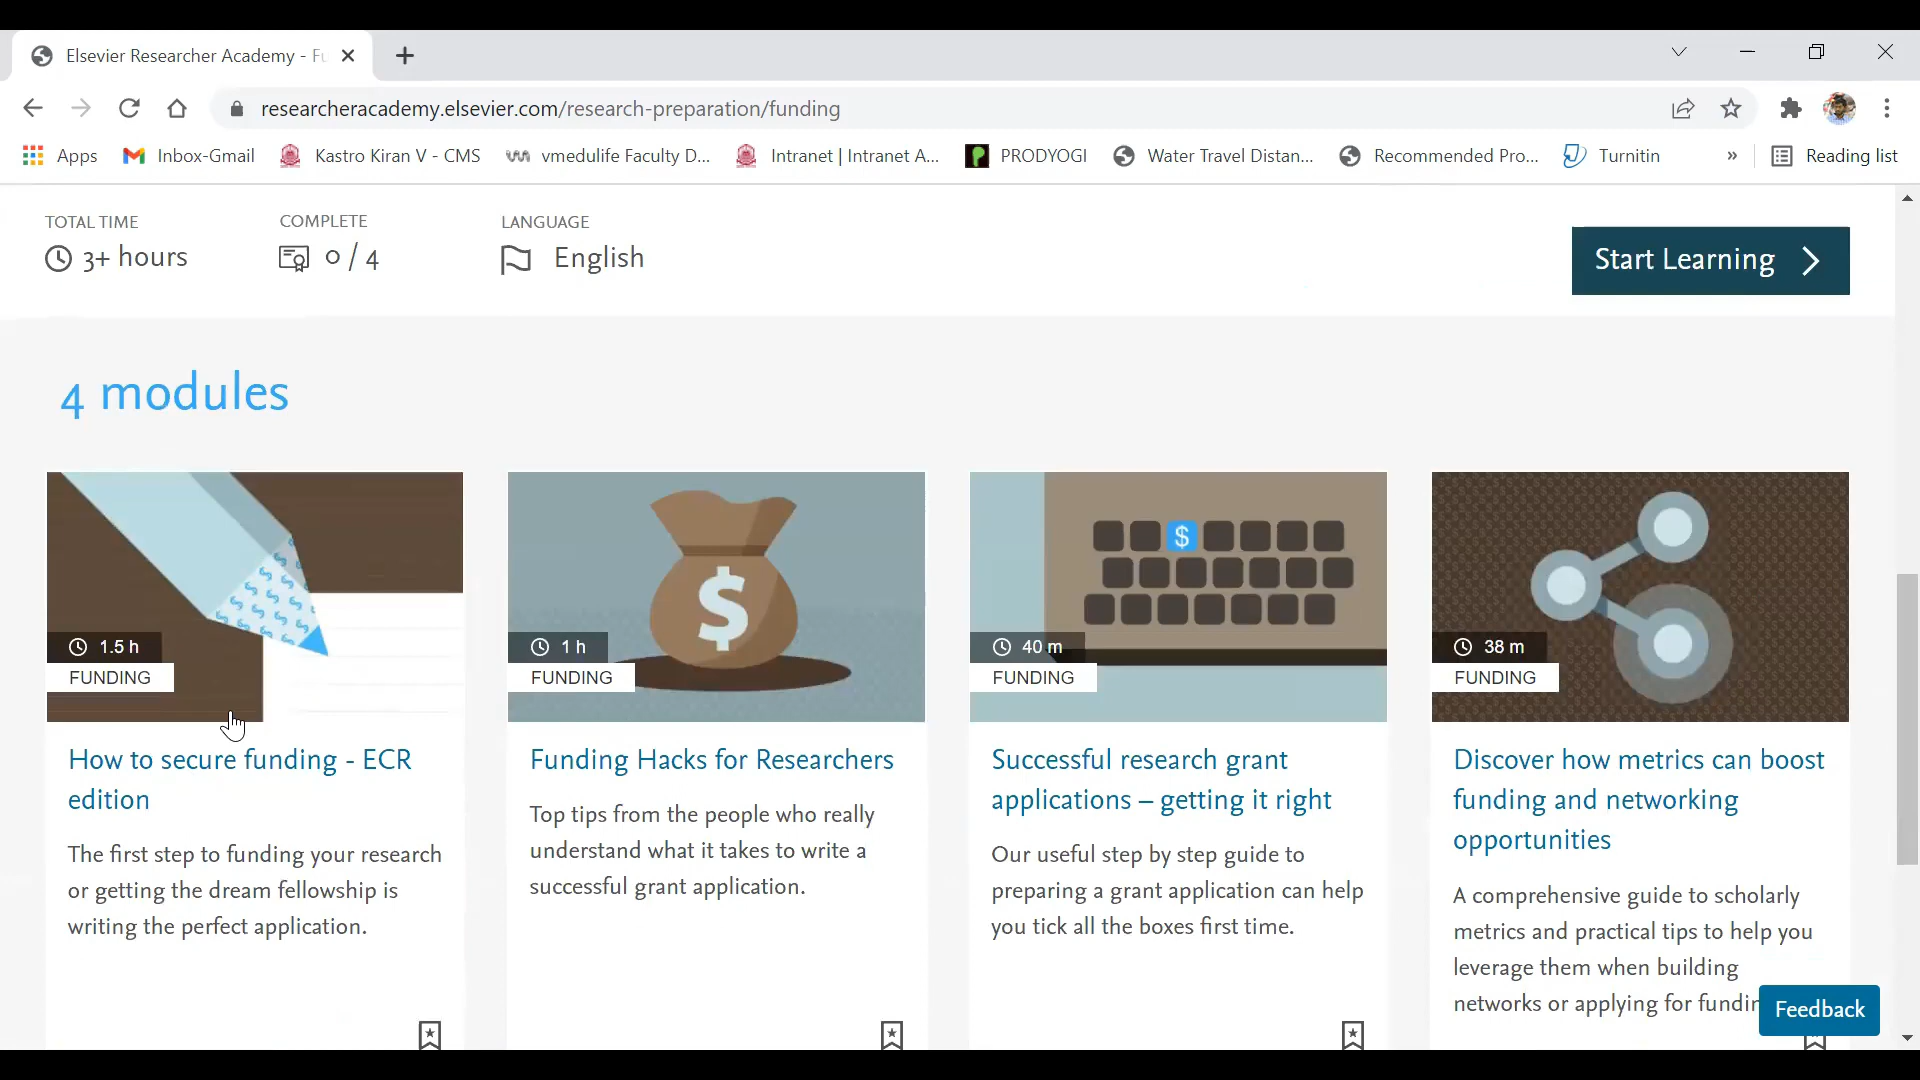 Elsevier Researcher Academy - Fu
researcheracademy.elsevier.com/research-preparation/funding
Apps Inbox-Gmail Kastro Kiran V - CMS vmedulife Faculty D... Intranet | Intranet A... PRODYOGI Water Travel Distan... Recommended Pro... Turnitin » Reading list
TOTAL TIME COMPLETE LANGUAGE
3+ hours 0 / 4 English
Start Learning
4 modules
$
$
1.5 h
FUNDING
How to secure funding - ECR
edition
The first step to funding your research
or getting the dream fellowship is
writing the perfect application.
1 h
FUNDING
Funding Hacks for Researchers
Top tips from the people who really
understand what it takes to write a
successful grant application.
40 m
FUNDING
Successful research grant
applications – getting it right
Our useful step by step guide to
preparing a grant application can help
you tick all the boxes first time.
38 m
FUNDING
Discover how metrics can boost
funding and networking
opportunities
A comprehensive guide to scholarly
metrics and practical tips to help you
leverage them when building
networks or applying for
Feedback